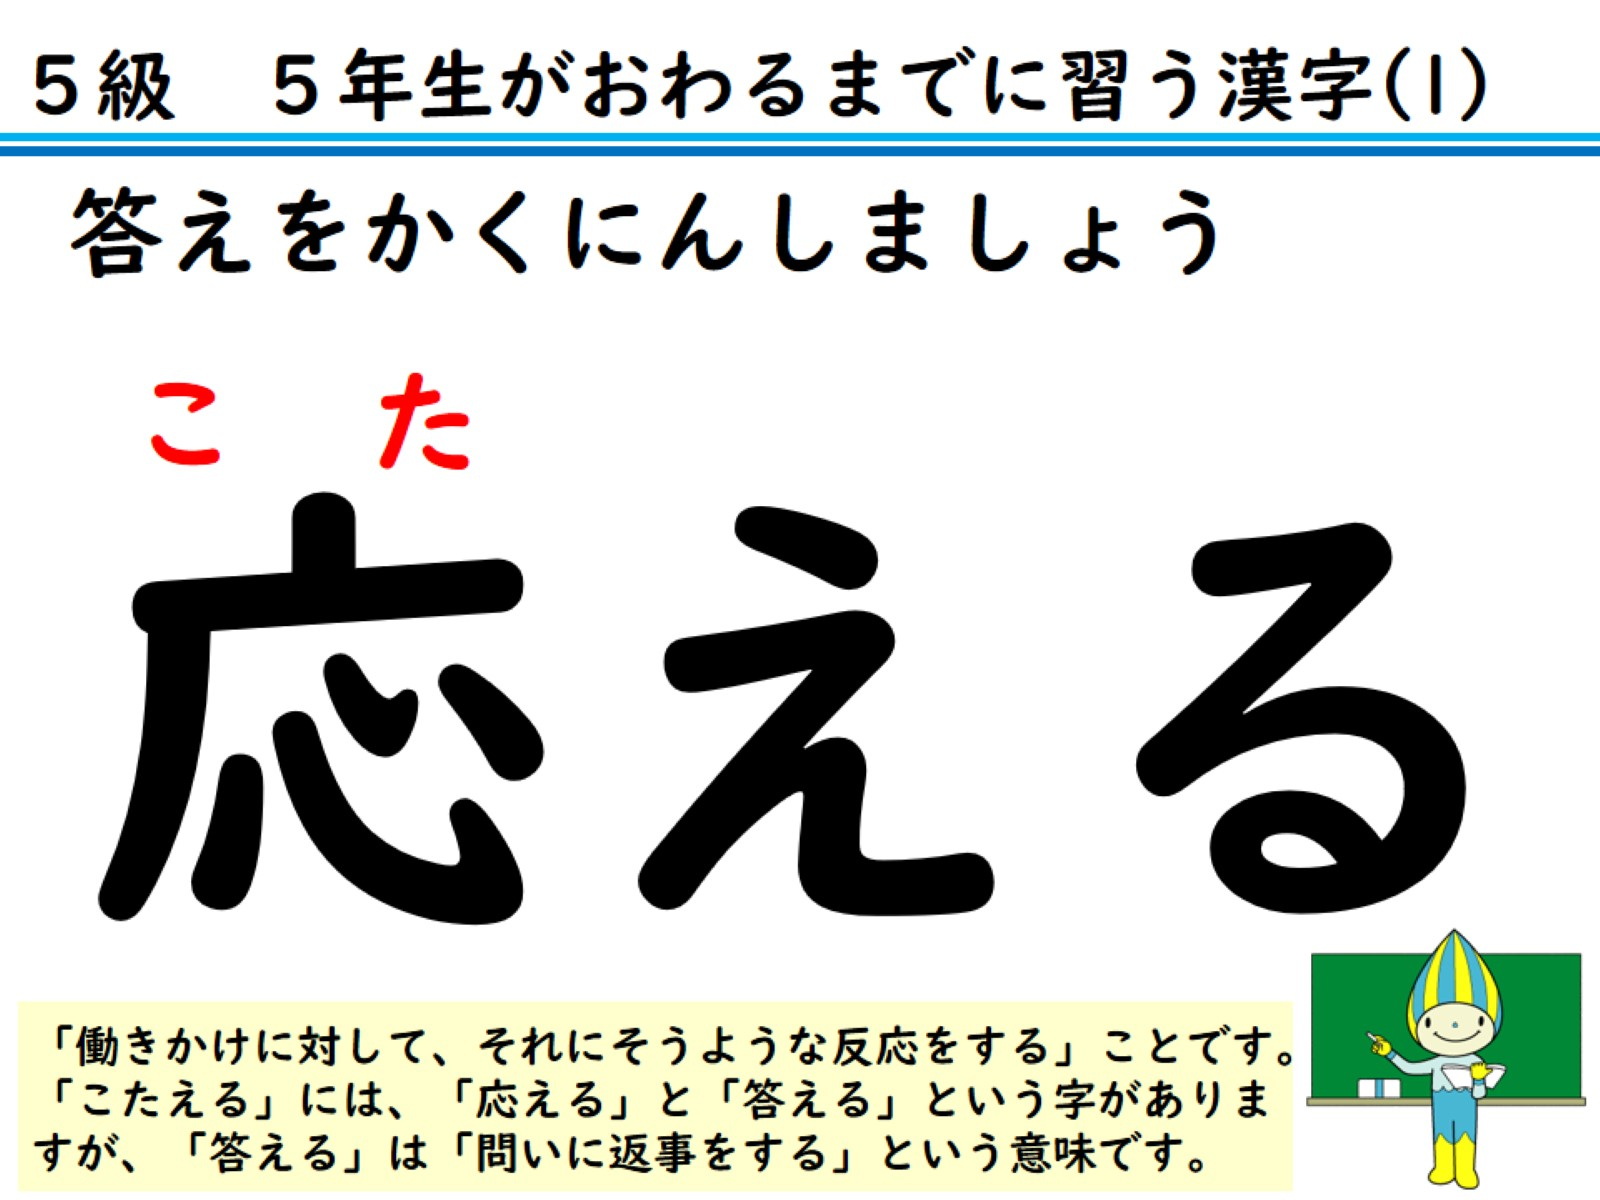 5級　5年生がおわるまでに習う漢字(1)
答えをかくにんしましょう
こ　た
応える
「働きかけに対して、それにそうような反応をする」ことです。
「こたえる」には、「応える」と「答える」という字がありま
すが、「答える」は「問いに返事をする」という意味です。